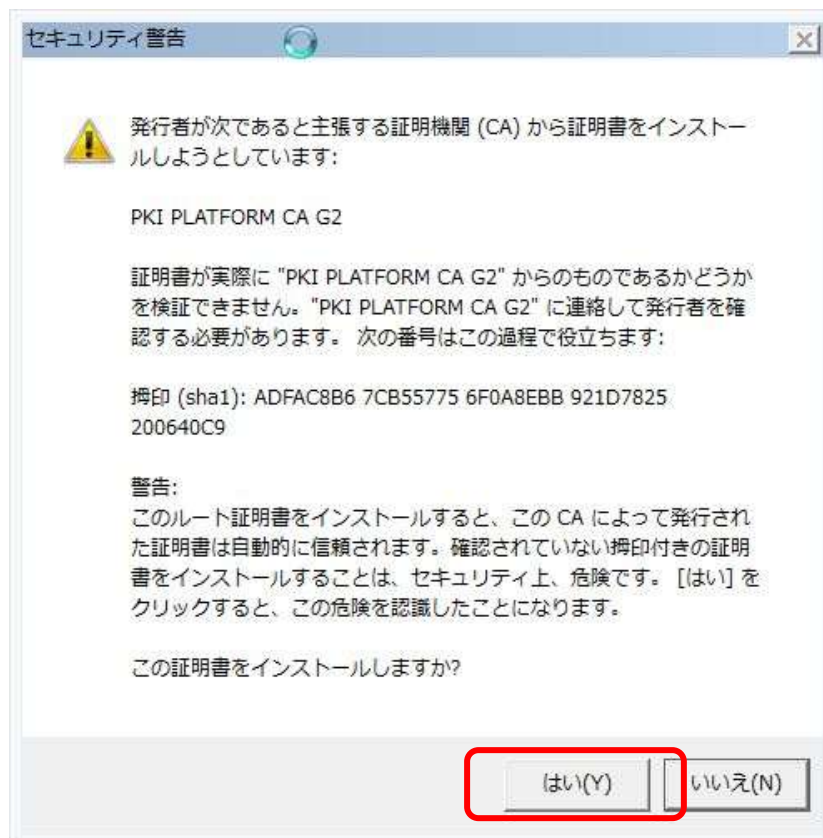 セキュリティ警告
発行者が次であると主張する証明機関 (CA) から証明書をインストー
ルしようとしています:
PKI PLATFORM CA G2
証明書が実際に "PKI PLATFORM CA G2" からのものであるかどうか
を検証できません。"PKI PLATFORM CA G2" に連絡して発行者を確
認する必要があります。 次の番号はこの過程で役立ちます:
拇印 (sha1): ADFAC8B6 7CB55775 6F0A8EBB 921D7825
200640C9
警告:
このルート証明書をインストールすると、この CA によって発行され
た証明書は自動的に信頼されます。確認されていない拇印付きの証明
書をインストールすることは、セキュリティ上、危険です。 [はい] を
クリックすると、この危険を認識したことになります。
この証明書をインストールしますか?
はい(Y) いいえ(N)